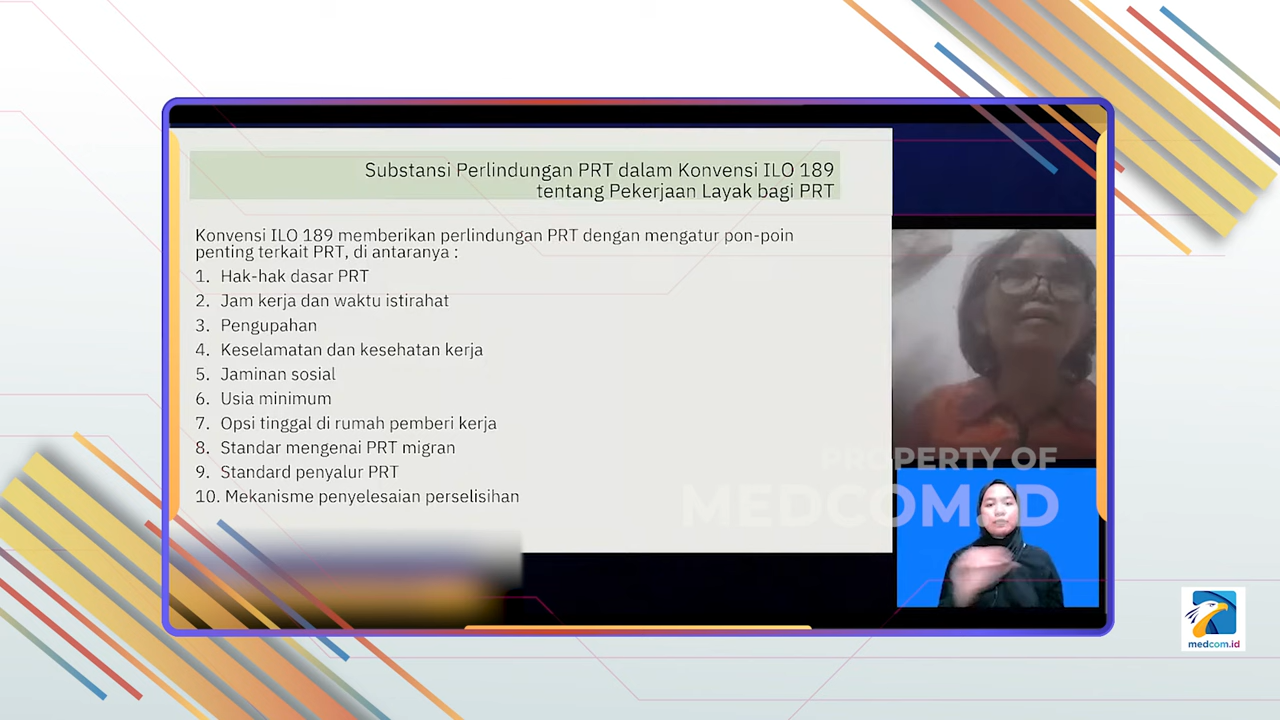 Substansi Perlindungan PRT dalam Konvensi ILO 189
tentang Pekerjaan Layak bagi PRT
Konvensi ILO 189 memberikan perlindungan PRT dengan mengatur pon-poin
penting terkait PRT, di antaranya :
1. Hak-hak dasar PRT
2. Jam kerja dan waktu istirahat
3. Pengupahan
4. Keselamatan dan kesehatan kerja
5. Jaminan sosial
6. Usia minimum
7. Opsi tinggal di rumah pemberi kerja
8. Standar mengenai PRT migran
9. Standard penyalur PRT
10. Mekanisme penyelesaian perselisihan
PROPERTY OF
MEDCOM.ID
medcom.id